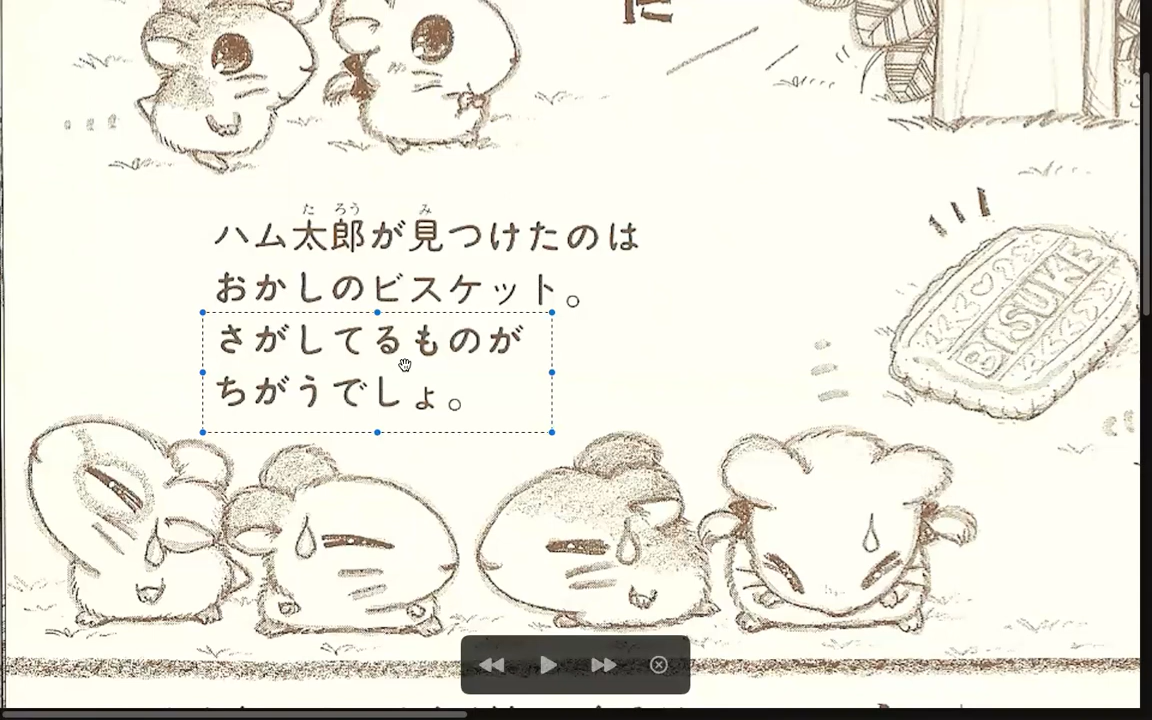 に
ハム太郎が見つけたのは
おかしのビスケット。
さがしてるものが
ちがうでしょ。
BISUKE